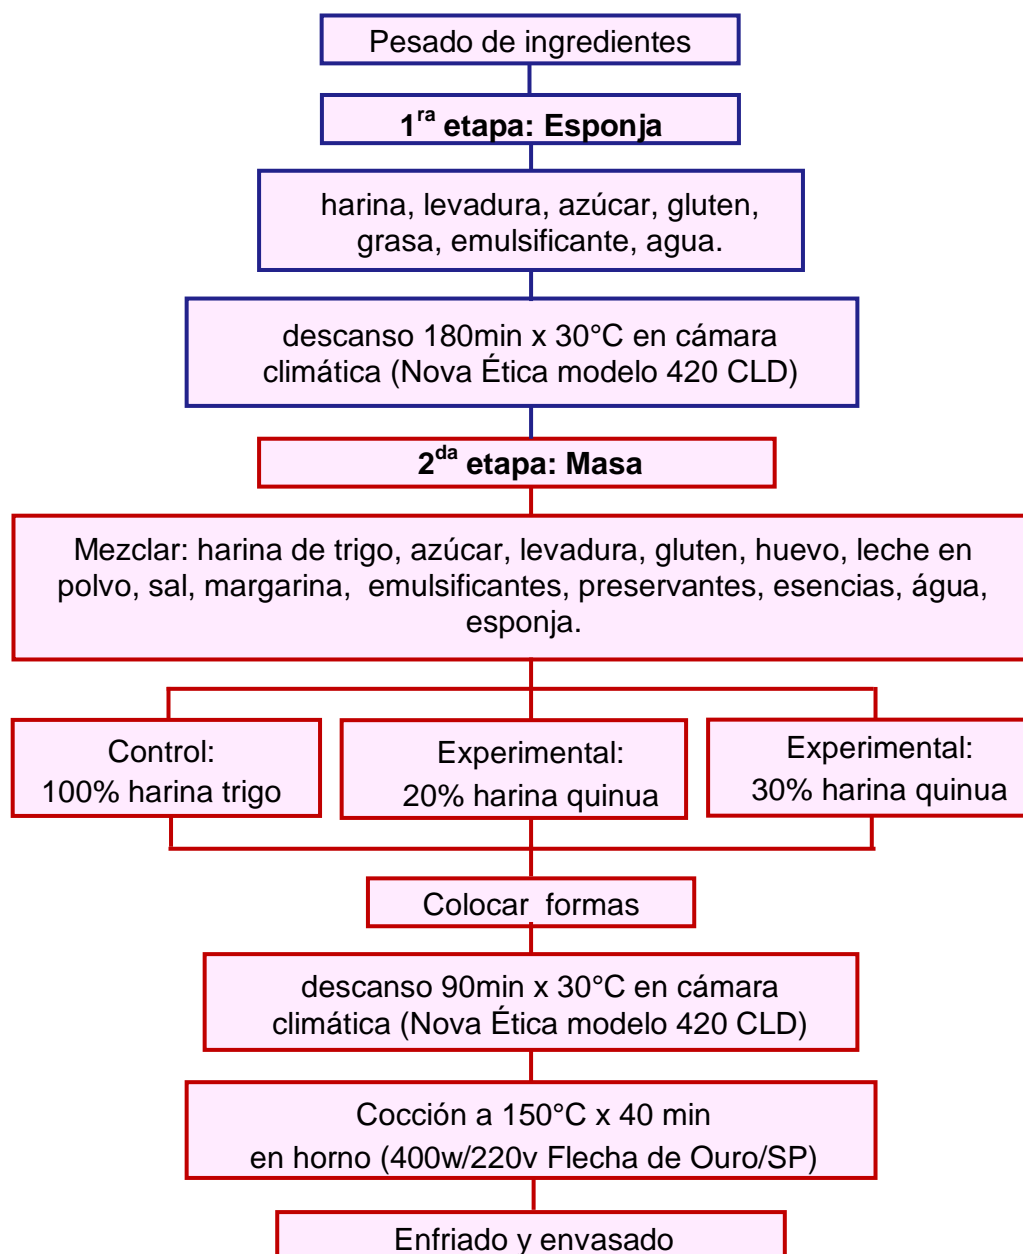 Pesado de ingredientes
1ra etapa: Esponja
harina, levadura, azúcar, gluten,
grasa, emulsificante, agua.
descanso 180min x 30°C en cámara
climática (Nova Ética modelo 420 CLD)
2da etapa: Masa
Mezclar: harina de trigo, azúcar, levadura, gluten, huevo, leche en
polvo, sal, margarina, emulsificantes, preservantes, esencias, água,
esponja.
Control:
100% harina trigo
Experimental:
20% harina quinua
Experimental:
30% harina quinua
Colocar formas
descanso 90min x 30°C en cámara
climática (Nova Ética modelo 420 CLD)
Cocción a 150°C x 40 min
en horno (400w/220v Flecha de Ouro/SP)
Enfriado y envasado